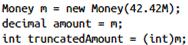 Money m = new Money(42.42M);
decimal amount = m;
int truncatedAmount = (int)m;